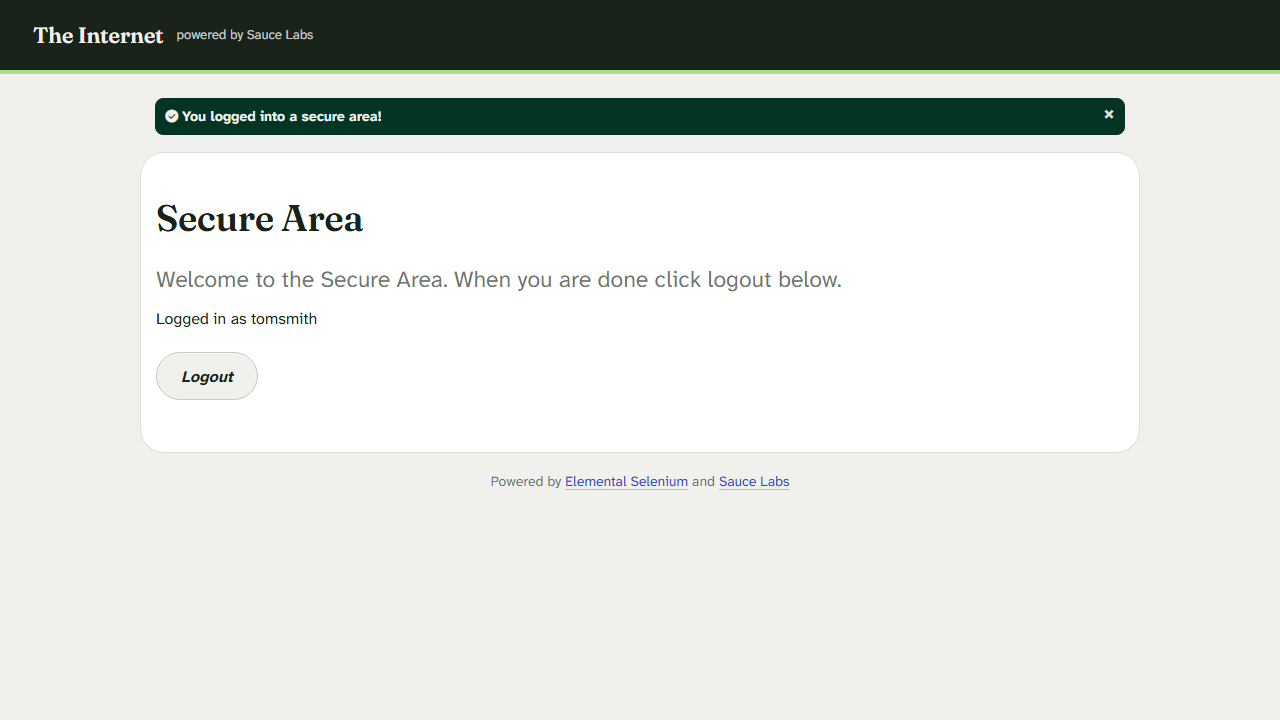 The Internet powered by Sauce Labs
You logged into a secure area!
Secure Area
Welcome to the Secure Area. When you are done click logout below.
Logged in as tomsmith
Logout
Powered by Elemental Selenium and Sauce Labs